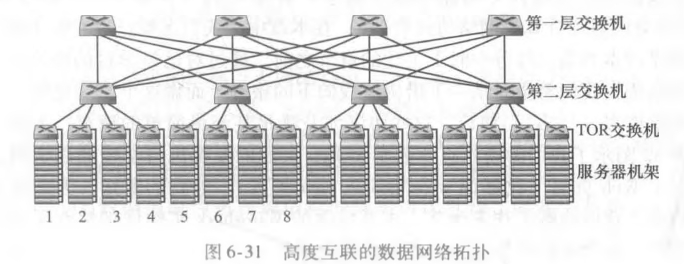 第一层交换机
第二层交换机
TOR交换机
服务器机架
1 2 3 4 5 6 7 8
图 6-31 高度互联的数据网络拓扑